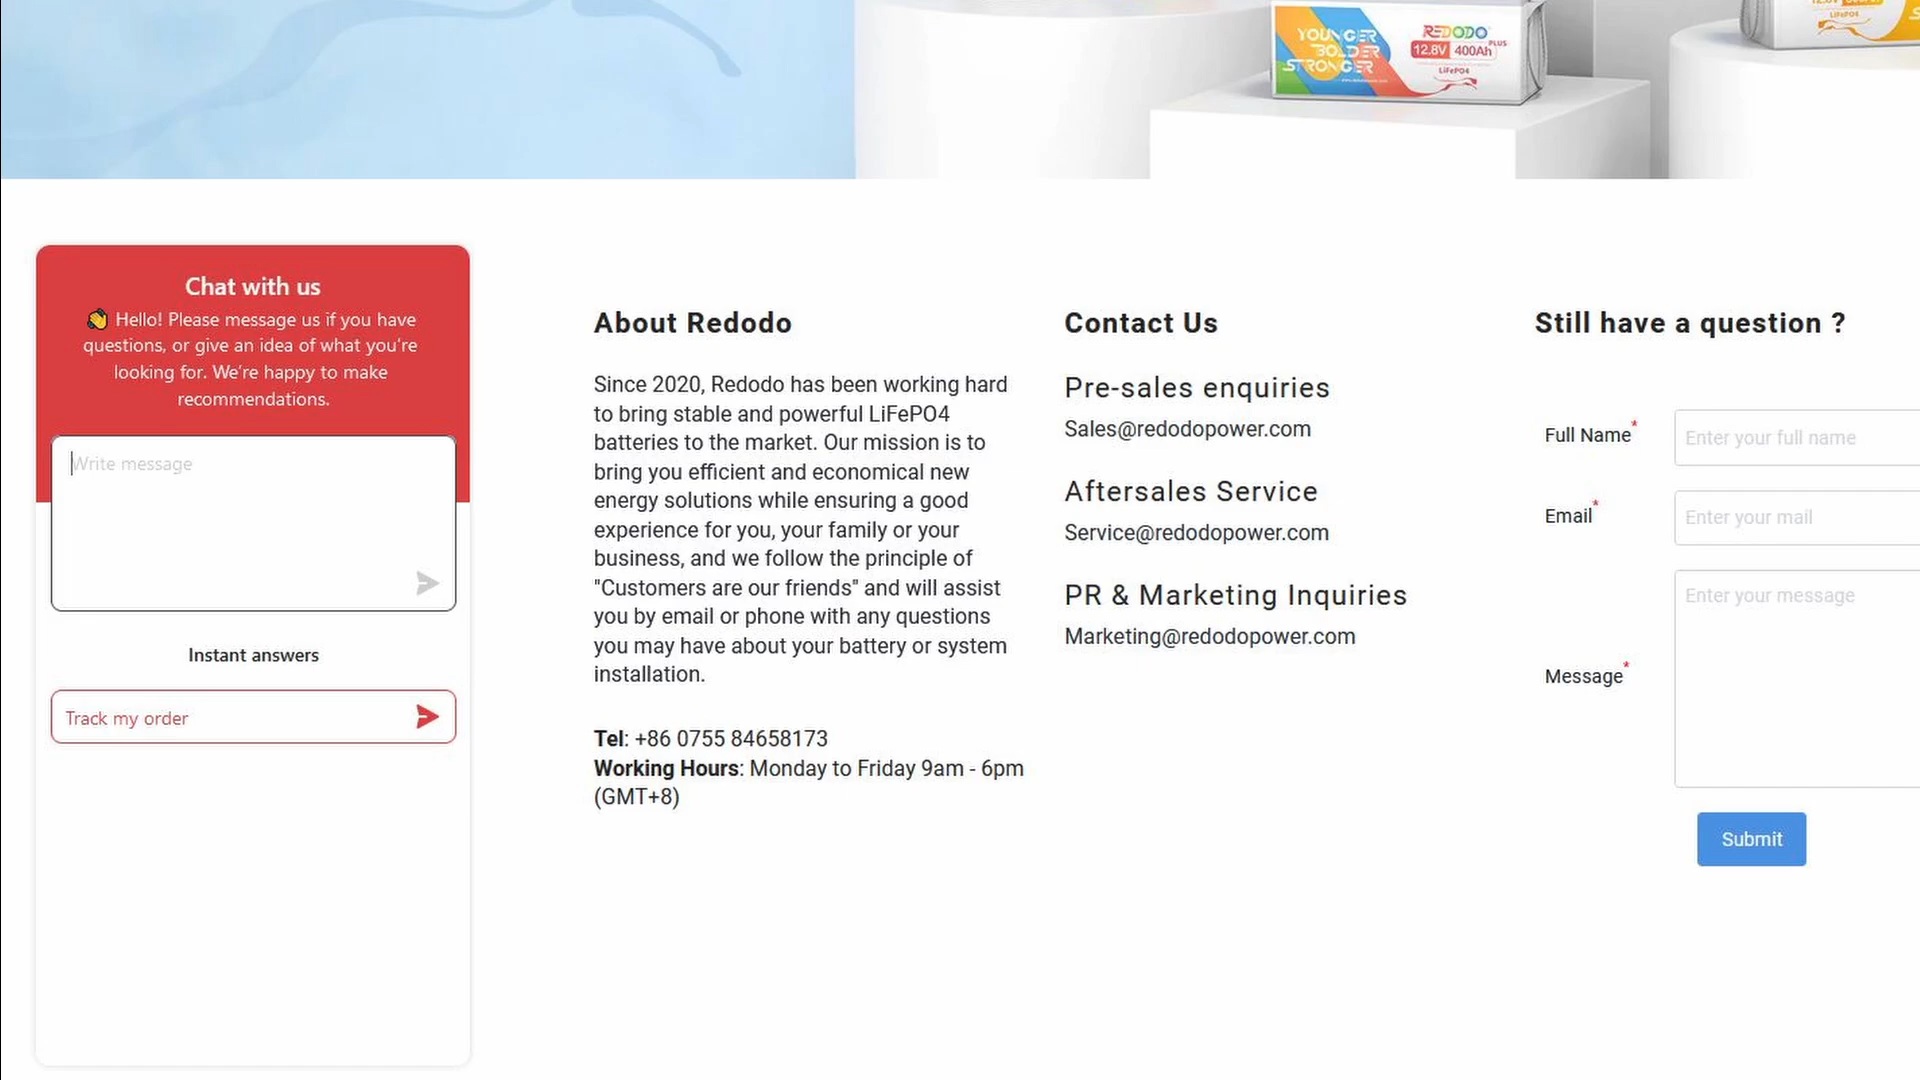 YOUNGER
BOLDER
STRONGER
REDODO
12.8V 400Ah PLUS
LiFePO4
LiFePO4
Chat with us
👋 Hello! Please message us if you have
questions, or give an idea of what you're
looking for. We're happy to make
recommendations.
Write message
Instant answers
Track my order
About Redodo
Since 2020, Redodo has been working hard
to bring stable and powerful LiFePO4
batteries to the market. Our mission is to
bring you efficient and economical new
energy solutions while ensuring a good
experience for you, your family or your
business, and we follow the principle of
"Customers are our friends" and will assist
you by email or phone with any questions
you may have about your battery or system
installation.
Tel: +86 0755 84658173
Working Hours: Monday to Friday 9am - 6pm
(GMT+8)
Contact Us
Pre-sales enquiries
Sales@redodopower.com
Aftersales Service
Service@redodopower.com
PR & Marketing Inquiries
Marketing@redodopower.com
Still have a question ?
Full Name*
Enter your full name
Email*
Enter your mail
Message*
Enter your message
Submit